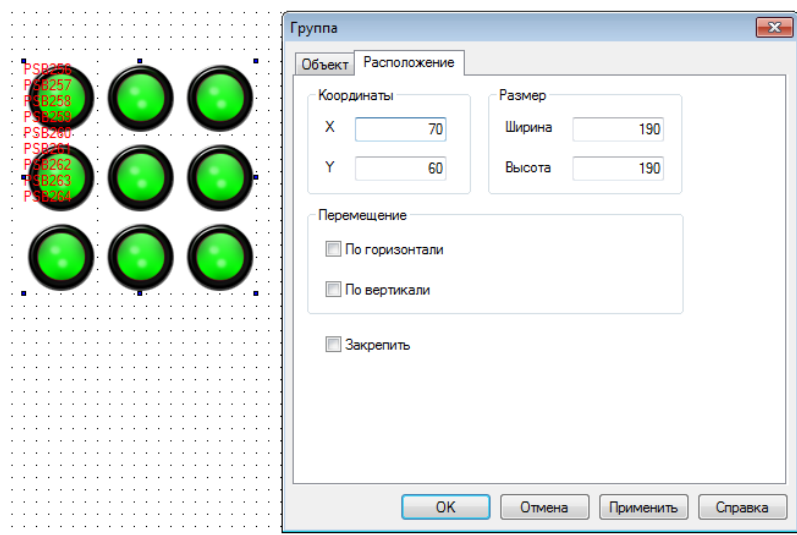 PSB256
PSB257
PSB258
PSB259
PSB260
PSB261
PSB262
PSB263
PSB264
Группа
Объект Расположение
Координаты Размер
X 70 Ширина 190
Y 60 Высота 190
Перемещение
По горизонтали
По вертикали
Закрепить
OK Отмена Применить Справка